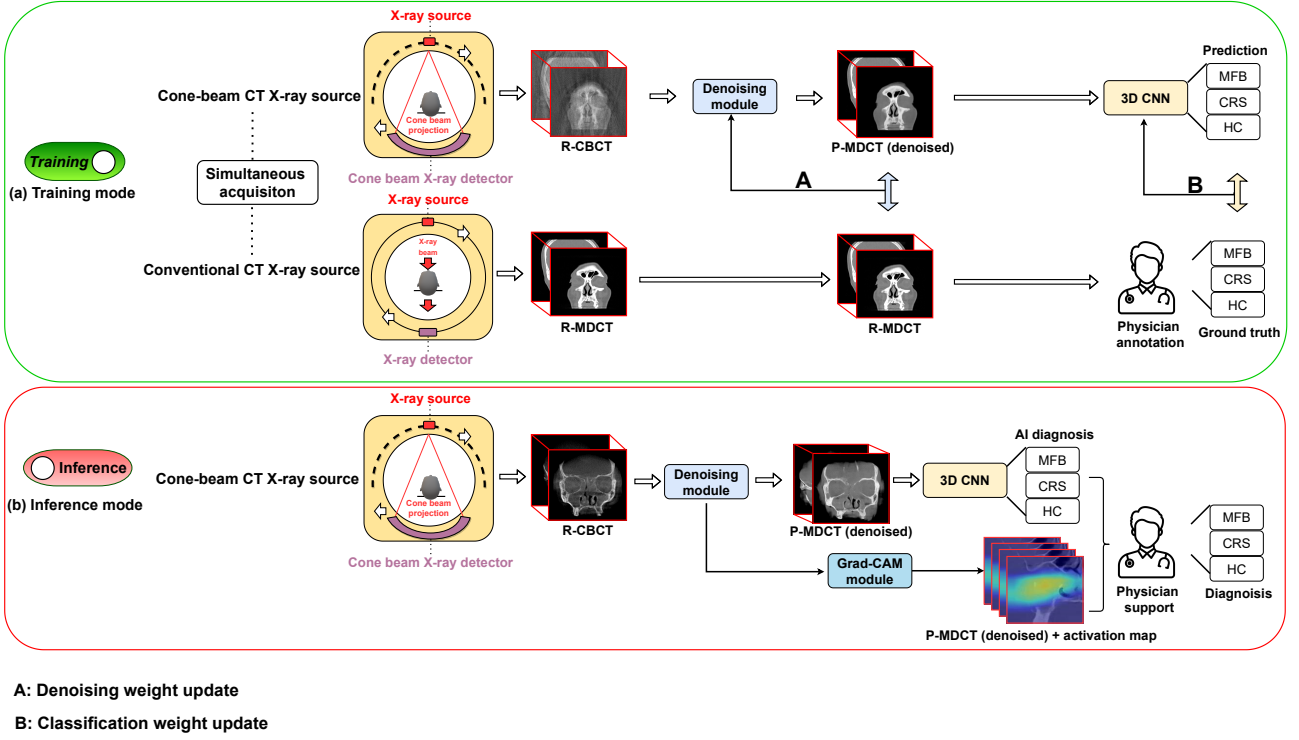 X-ray source
Cone-beam CT X-ray source
Cone beam
projection
Cone beam X-ray detector
R-CBCT
Denoising
module
P-MDCT (denoised)
3D CNN
Prediction
MFB
CRS
HC
A
B
Training
(a) Training mode
Simultaneous
acquisiton
X-ray source
Conventional CT X-ray source
X-ray
beam
X-ray detector
R-MDCT
R-MDCT
Physician
annotation
MFB
CRS
HC
Ground truth
X-ray source
Inference
(b) Inference mode
Cone-beam CT X-ray source
Cone beam
projection
Cone beam X-ray detector
R-CBCT
Denoising
module
P-MDCT (denoised)
3D CNN
AI diagnosis
MFB
CRS
HC
Grad-CAM
module
P-MDCT (denoised) + activation map
Physician
support
MFB
CRS
HC
Diagnoisis
A: Denoising weight update
B: Classification weight update